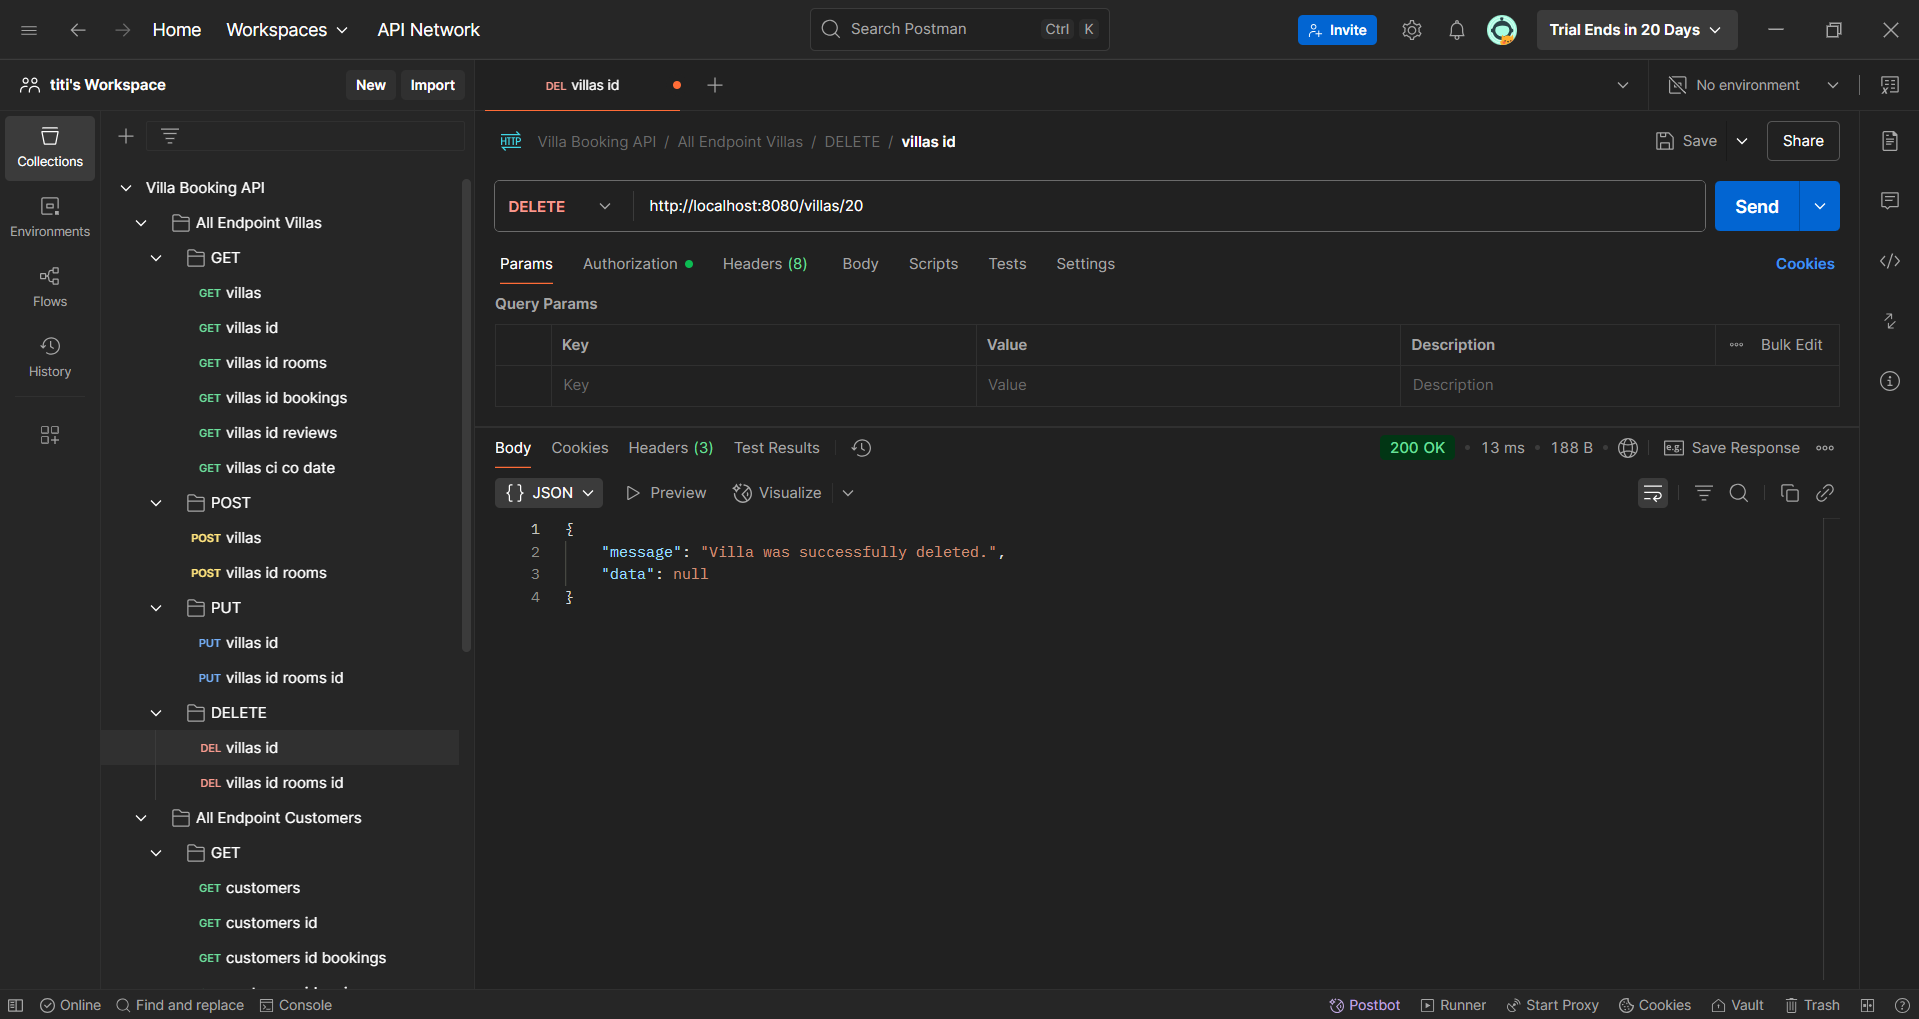 Home
Workspaces
API Network
Search Postman
Ctrl K
Invite
Trial Ends in 20 Days
titi's Workspace
New
Import
DEL villas id
No environment
Collections
Environments
Flows
History
Villa Booking API
All Endpoint Villas
GET
GET villas
GET villas id
GET villas id rooms
GET villas id bookings
GET villas id reviews
GET villas ci co date
POST
POST villas
POST villas id rooms
PUT
PUT villas id
PUT villas id rooms id
DELETE
DEL villas id
DEL villas id rooms id
All Endpoint Customers
GET
GET customers
GET customers id
GET customers id bookings
HTTP Villa Booking API / All Endpoint Villas / DELETE / villas id
Save
Share
DELETE http://localhost:8080/villas/20
Send
Params Authorization Headers (8) Body Scripts Tests Settings
Cookies
Query Params
Key Value Description Bulk Edit
Key Value Description
Body Cookies Headers (3) Test Results
200 OK 13 ms 188 B e.g. Save Response
{} JSON Preview Visualize
1 {
2 "message": "Villa was successfully deleted.",
3 "data": null
4 }
Online Find and replace Console
Postbot Runner Start Proxy Cookies Vault Trash